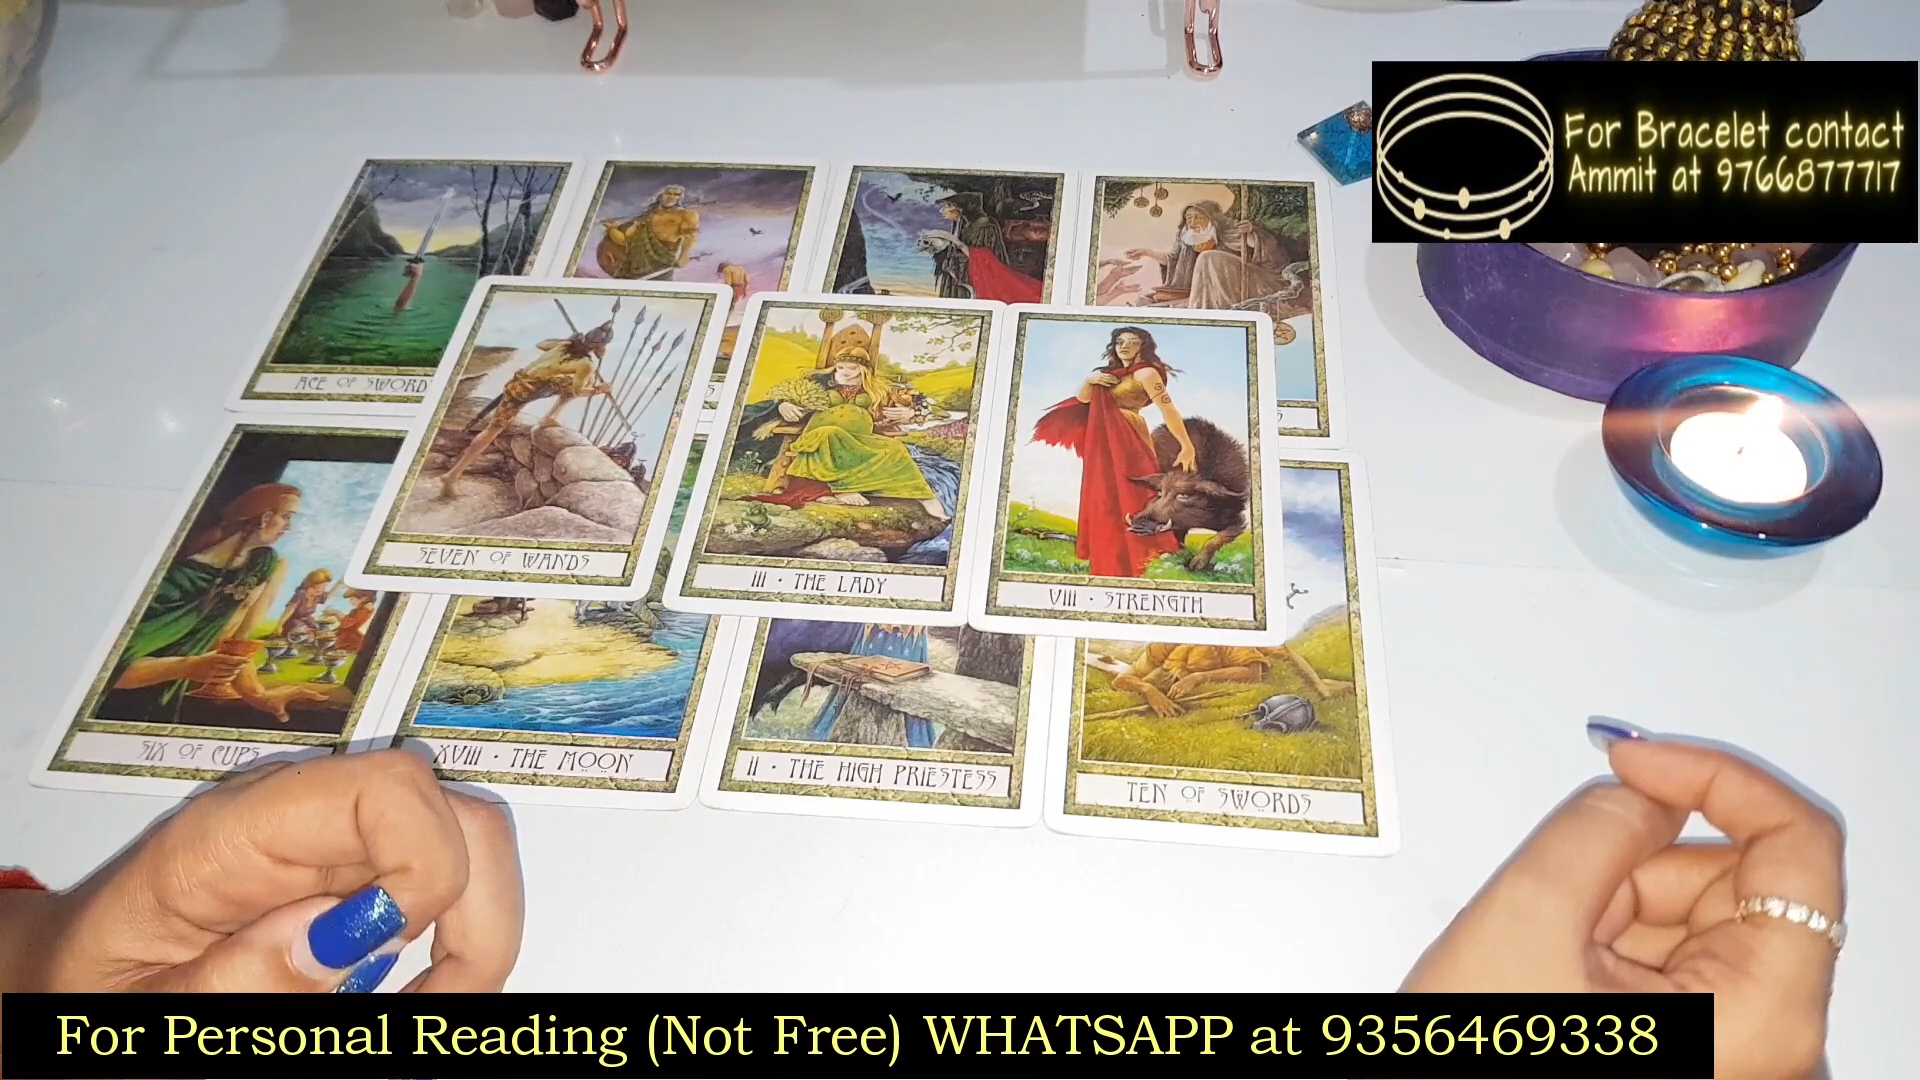 For Bracelet contact
Ammit at 9766877717
ACE OF SWORD
SEVEN OF WANDS
III · THE LADY
VIII · STRENGTH
SIX OF CUPS
XVIII · THE MOON
II · THE HIGH PRIESTESS
TEN OF SWORDS
For Personal Reading (Not Free) WHATSAPP at 9356469338